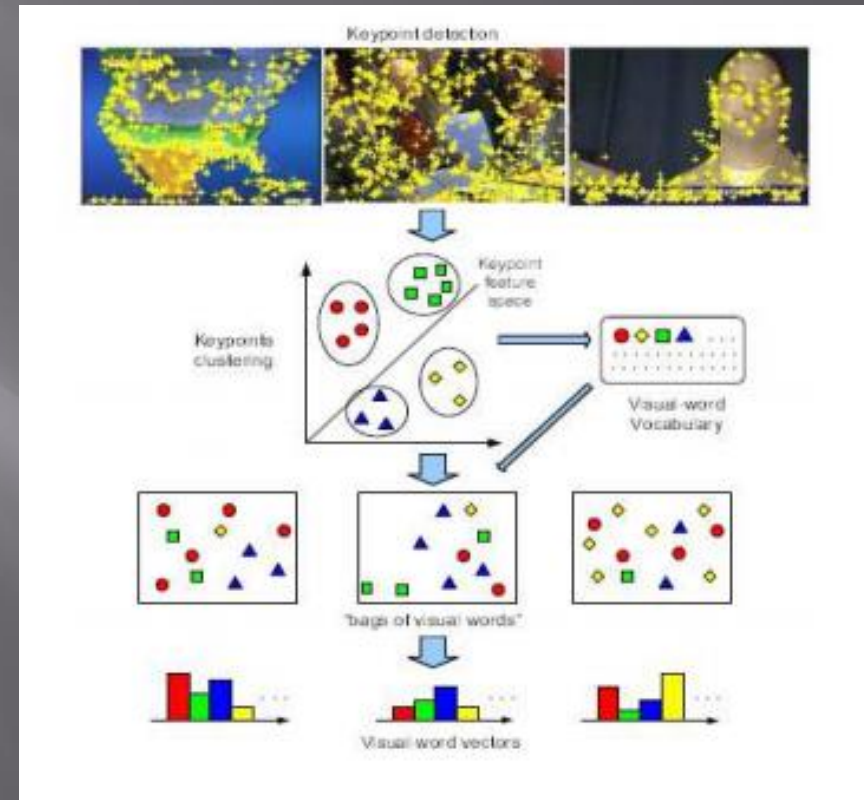 Keypoint detection
Keypoint
feature
space
Keypoints
clustering
Visual-word
Vocabulary
"bags of visual words"
Visual-word vectors